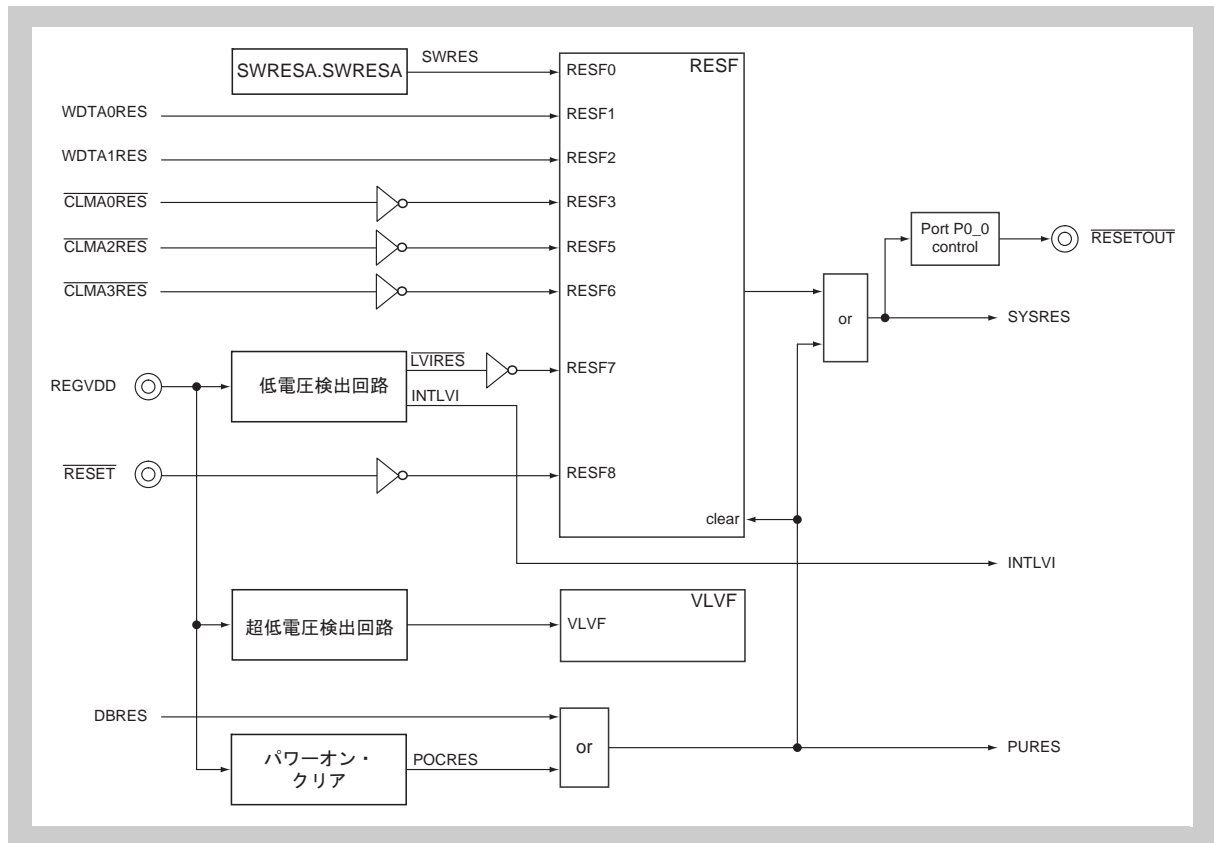 SWRESA.SWRESA
SWRES
RESF
RESF0
WDTA0RES
RESF1
WDTA1RES
RESF2
CLMA0RES
RESF3
CLMA2RES
RESF5
CLMA3RES
RESF6
Port P0_0
control
RESETOUT
or
SYSRES
REGVDD
低電圧検出回路
LVIRES
INTLVI
RESF7
RESET
RESF8
clear
INTLVI
超低電圧検出回路
VLVF
VLVF
DBRES
パワーオン・
クリア
POCRES
or
PURES